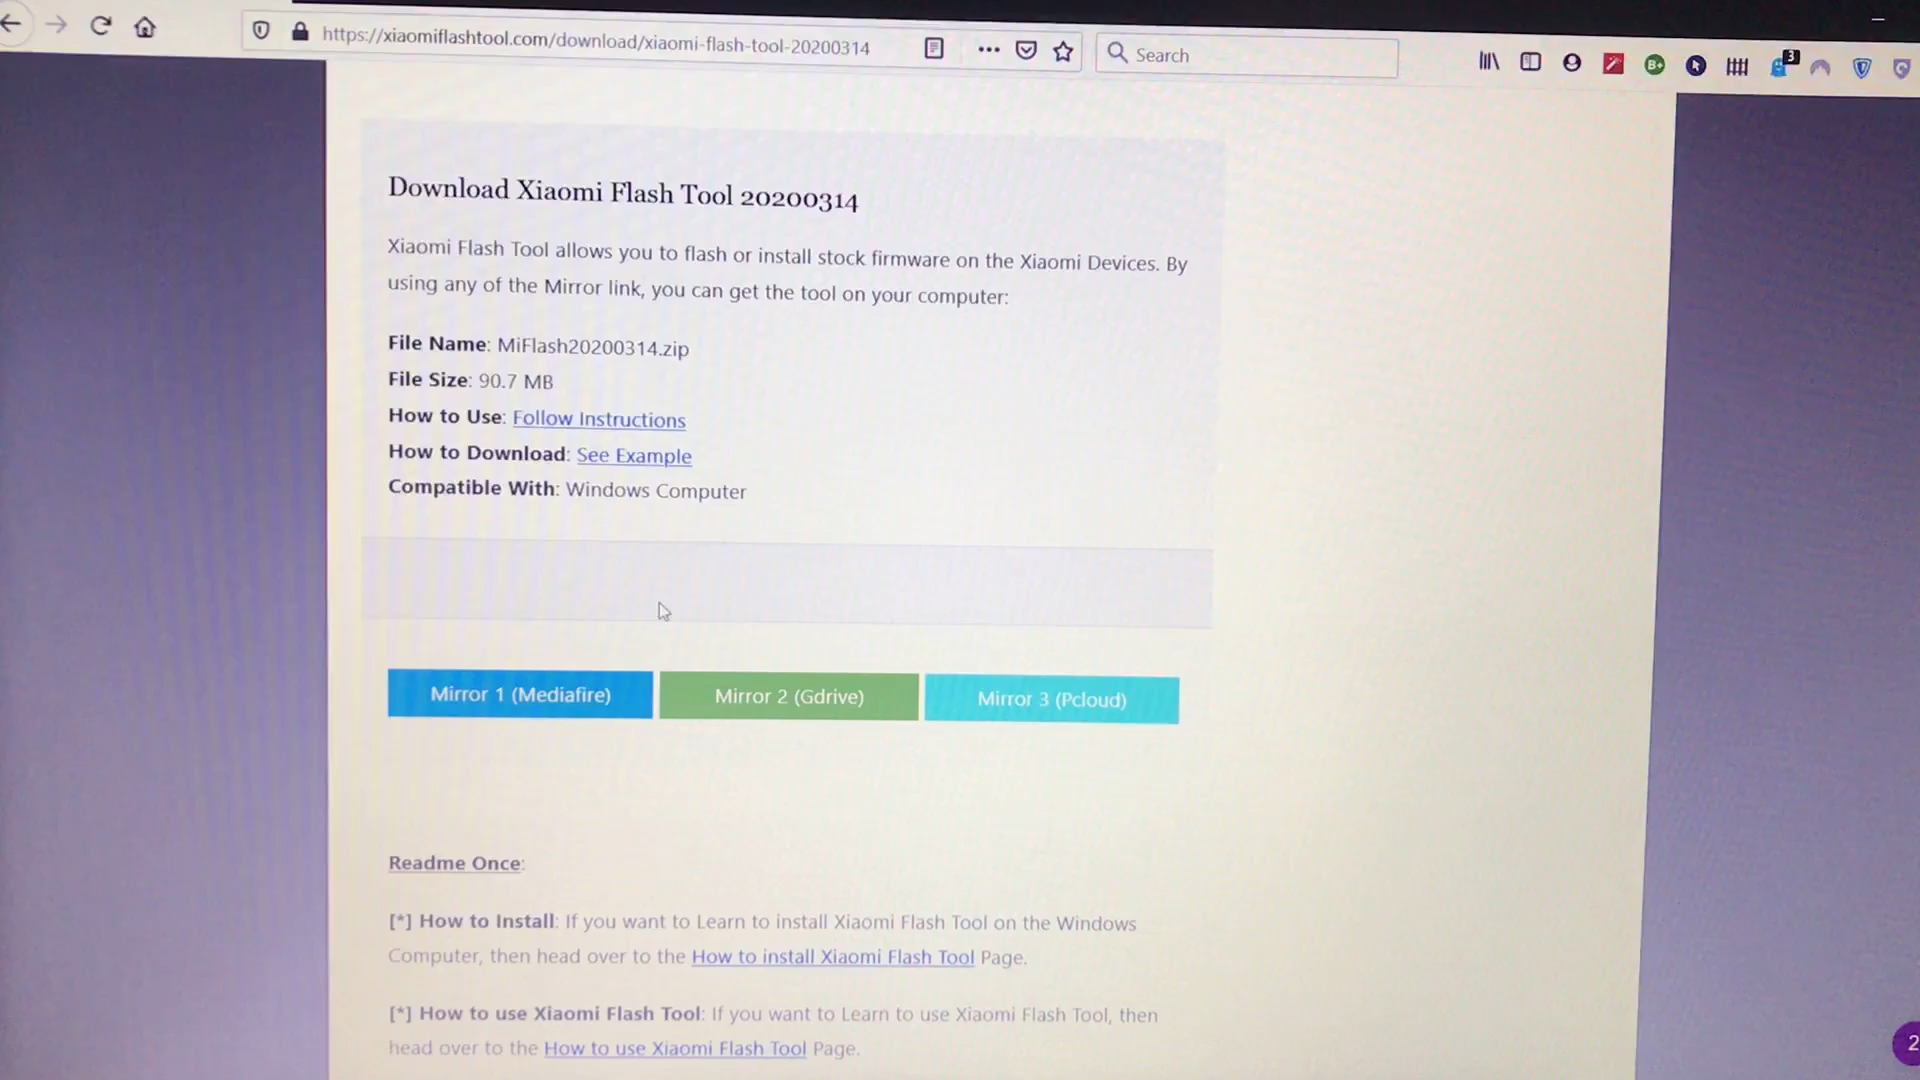 https://xiaomiflashtool.com/download/xiaomi-flash-tool-20200314
Search
B+
3
Download Xiaomi Flash Tool 20200314
Xiaomi Flash Tool allows you to flash or install stock firmware on the Xiaomi Devices. By
using any of the Mirror link, you can get the tool on your computer:
File Name: MiFlash20200314.zip
File Size: 90.7 MB
How to Use: Follow Instructions
How to Download: See Example
Compatible With: Windows Computer
Mirror 1 (Mediafire)
Mirror 2 (Gdrive)
Mirror 3 (Pcloud)
Readme Once:
[*] How to Install: If you want to Learn to install Xiaomi Flash Tool on the Windows
Computer, then head over to the How to install Xiaomi Flash Tool Page.
[*] How to use Xiaomi Flash Tool: If you want to Learn to use Xiaomi Flash Tool, then
head over to the How to use Xiaomi Flash Tool Page.
2